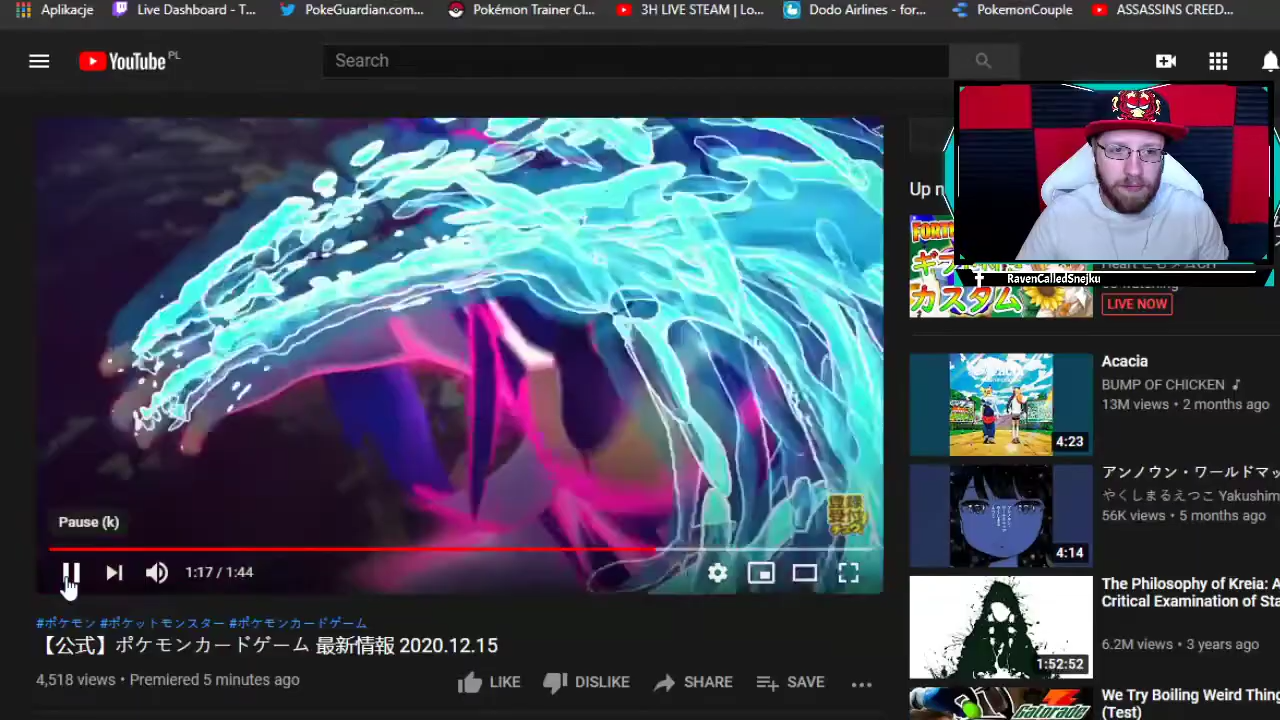 Aplikacje
Live Dashboard - T...
PokeGuardian.com...
Pokémon Trainer Cl...
3H LIVE STEAM | Lo...
Dodo Airlines - for...
PokemonCouple
ASSASSINS CREED...
YouTube PL
Search
RavenCalledSnejku
LIVE NOW
Acacia
BUMP OF CHICKEN
13M views • 2 months ago
4:23
アンノウン・ワールドマッ
やくしまるえつこ Yakushim
56K views • 5 months ago
4:14
The Philosophy of Kreia: A
Critical Examination of Sta
6.2M views • 3 years ago
1:52:52
We Try Boiling Weird Thing
(Test)
Pause (k)
1:17 / 1:44
#ポケモン #ポケットモンスター #ポケモンカードゲーム
【公式】ポケモンカードゲーム 最新情報 2020.12.15
4,518 views • Premiered 5 minutes ago
LIKE
DISLIKE
SHARE
SAVE